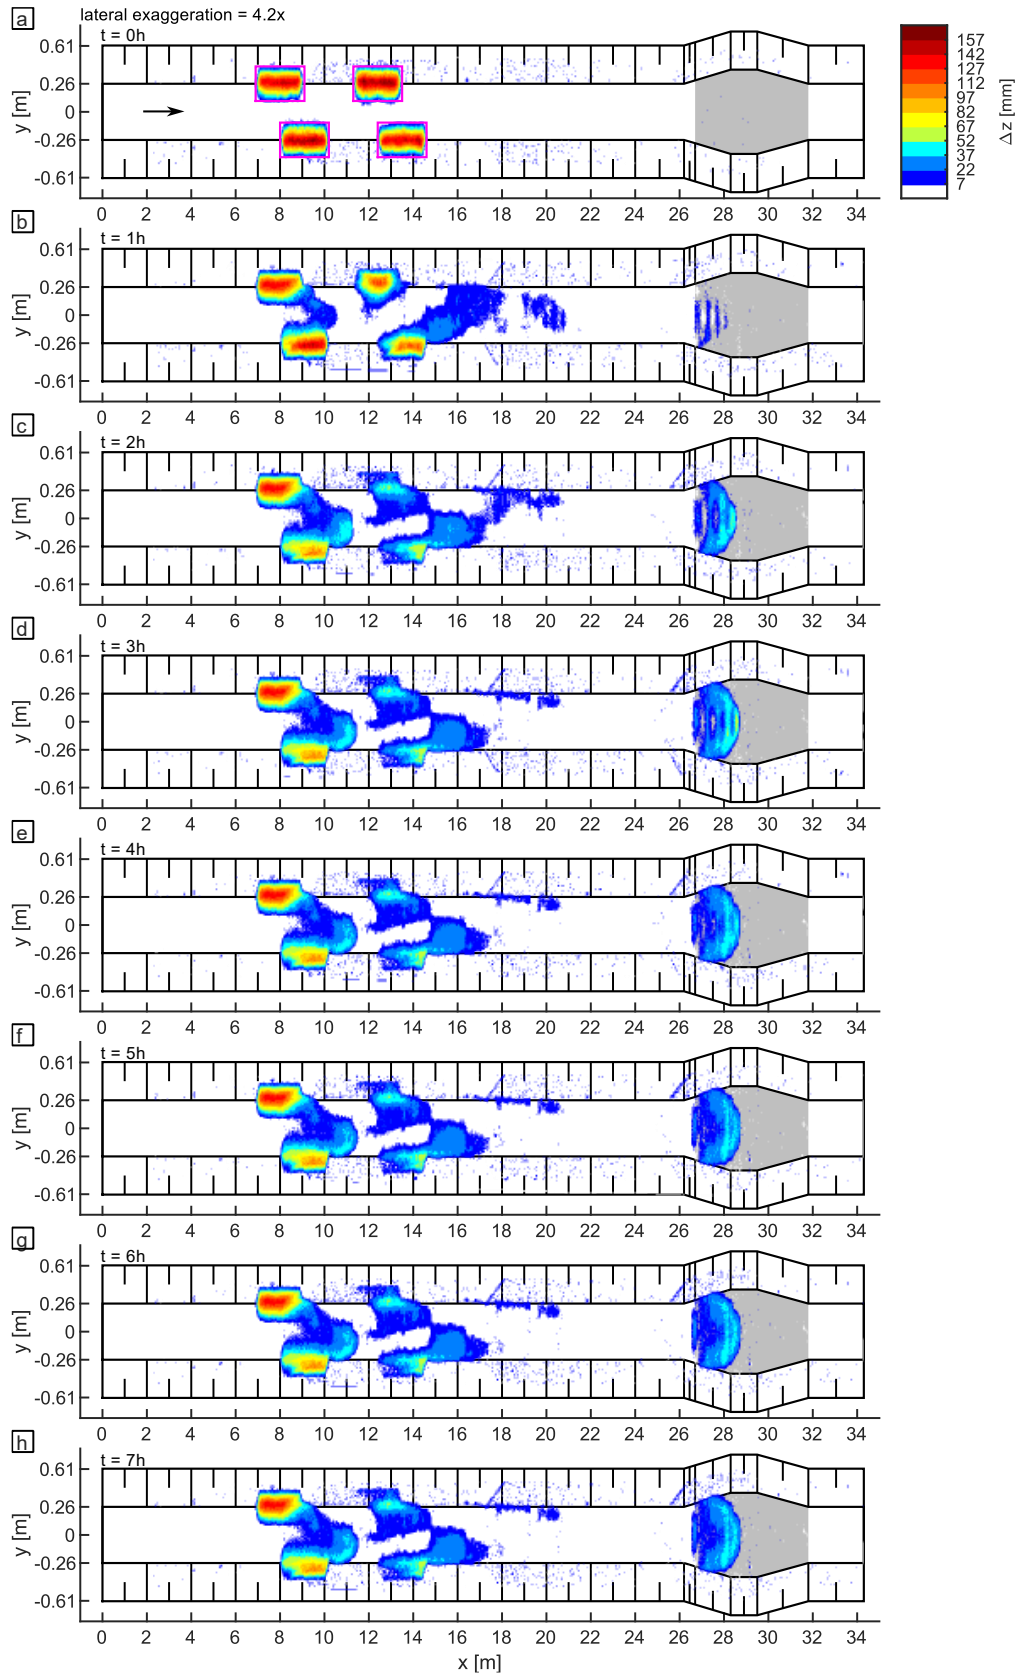 a
lateral exaggeration = 4.2x
t = 0h
0.61
0.26
0
-0.26
-0.61
y [m]
0 2 4 6 8 10 12 14 16 18 20 22 24 26 28 30 32 34
157
142
127
112
97
82
67
52
37
22
7
Δz [mm]
b
t = 1h
0.61
0.26
0
-0.26
-0.61
y [m]
0 2 4 6 8 10 12 14 16 18 20 22 24 26 28 30 32 34
c
t = 2h
0.61
0.26
0
-0.26
-0.61
y [m]
0 2 4 6 8 10 12 14 16 18 20 22 24 26 28 30 32 34
d
t = 3h
0.61
0.26
0
-0.26
-0.61
y [m]
0 2 4 6 8 10 12 14 16 18 20 22 24 26 28 30 32 34
e
t = 4h
0.61
0.26
0
-0.26
-0.61
y [m]
0 2 4 6 8 10 12 14 16 18 20 22 24 26 28 30 32 34
f
t = 5h
0.61
0.26
0
-0.26
-0.61
y [m]
0 2 4 6 8 10 12 14 16 18 20 22 24 26 28 30 32 34
g
t = 6h
0.61
0.26
0
-0.26
-0.61
y [m]
0 2 4 6 8 10 12 14 16 18 20 22 24 26 28 30 32 34
h
t = 7h
0.61
0.26
0
-0.26
-0.61
y [m]
0 2 4 6 8 10 12 14 16 18 20 22 24 26 28 30 32 34
x [m]